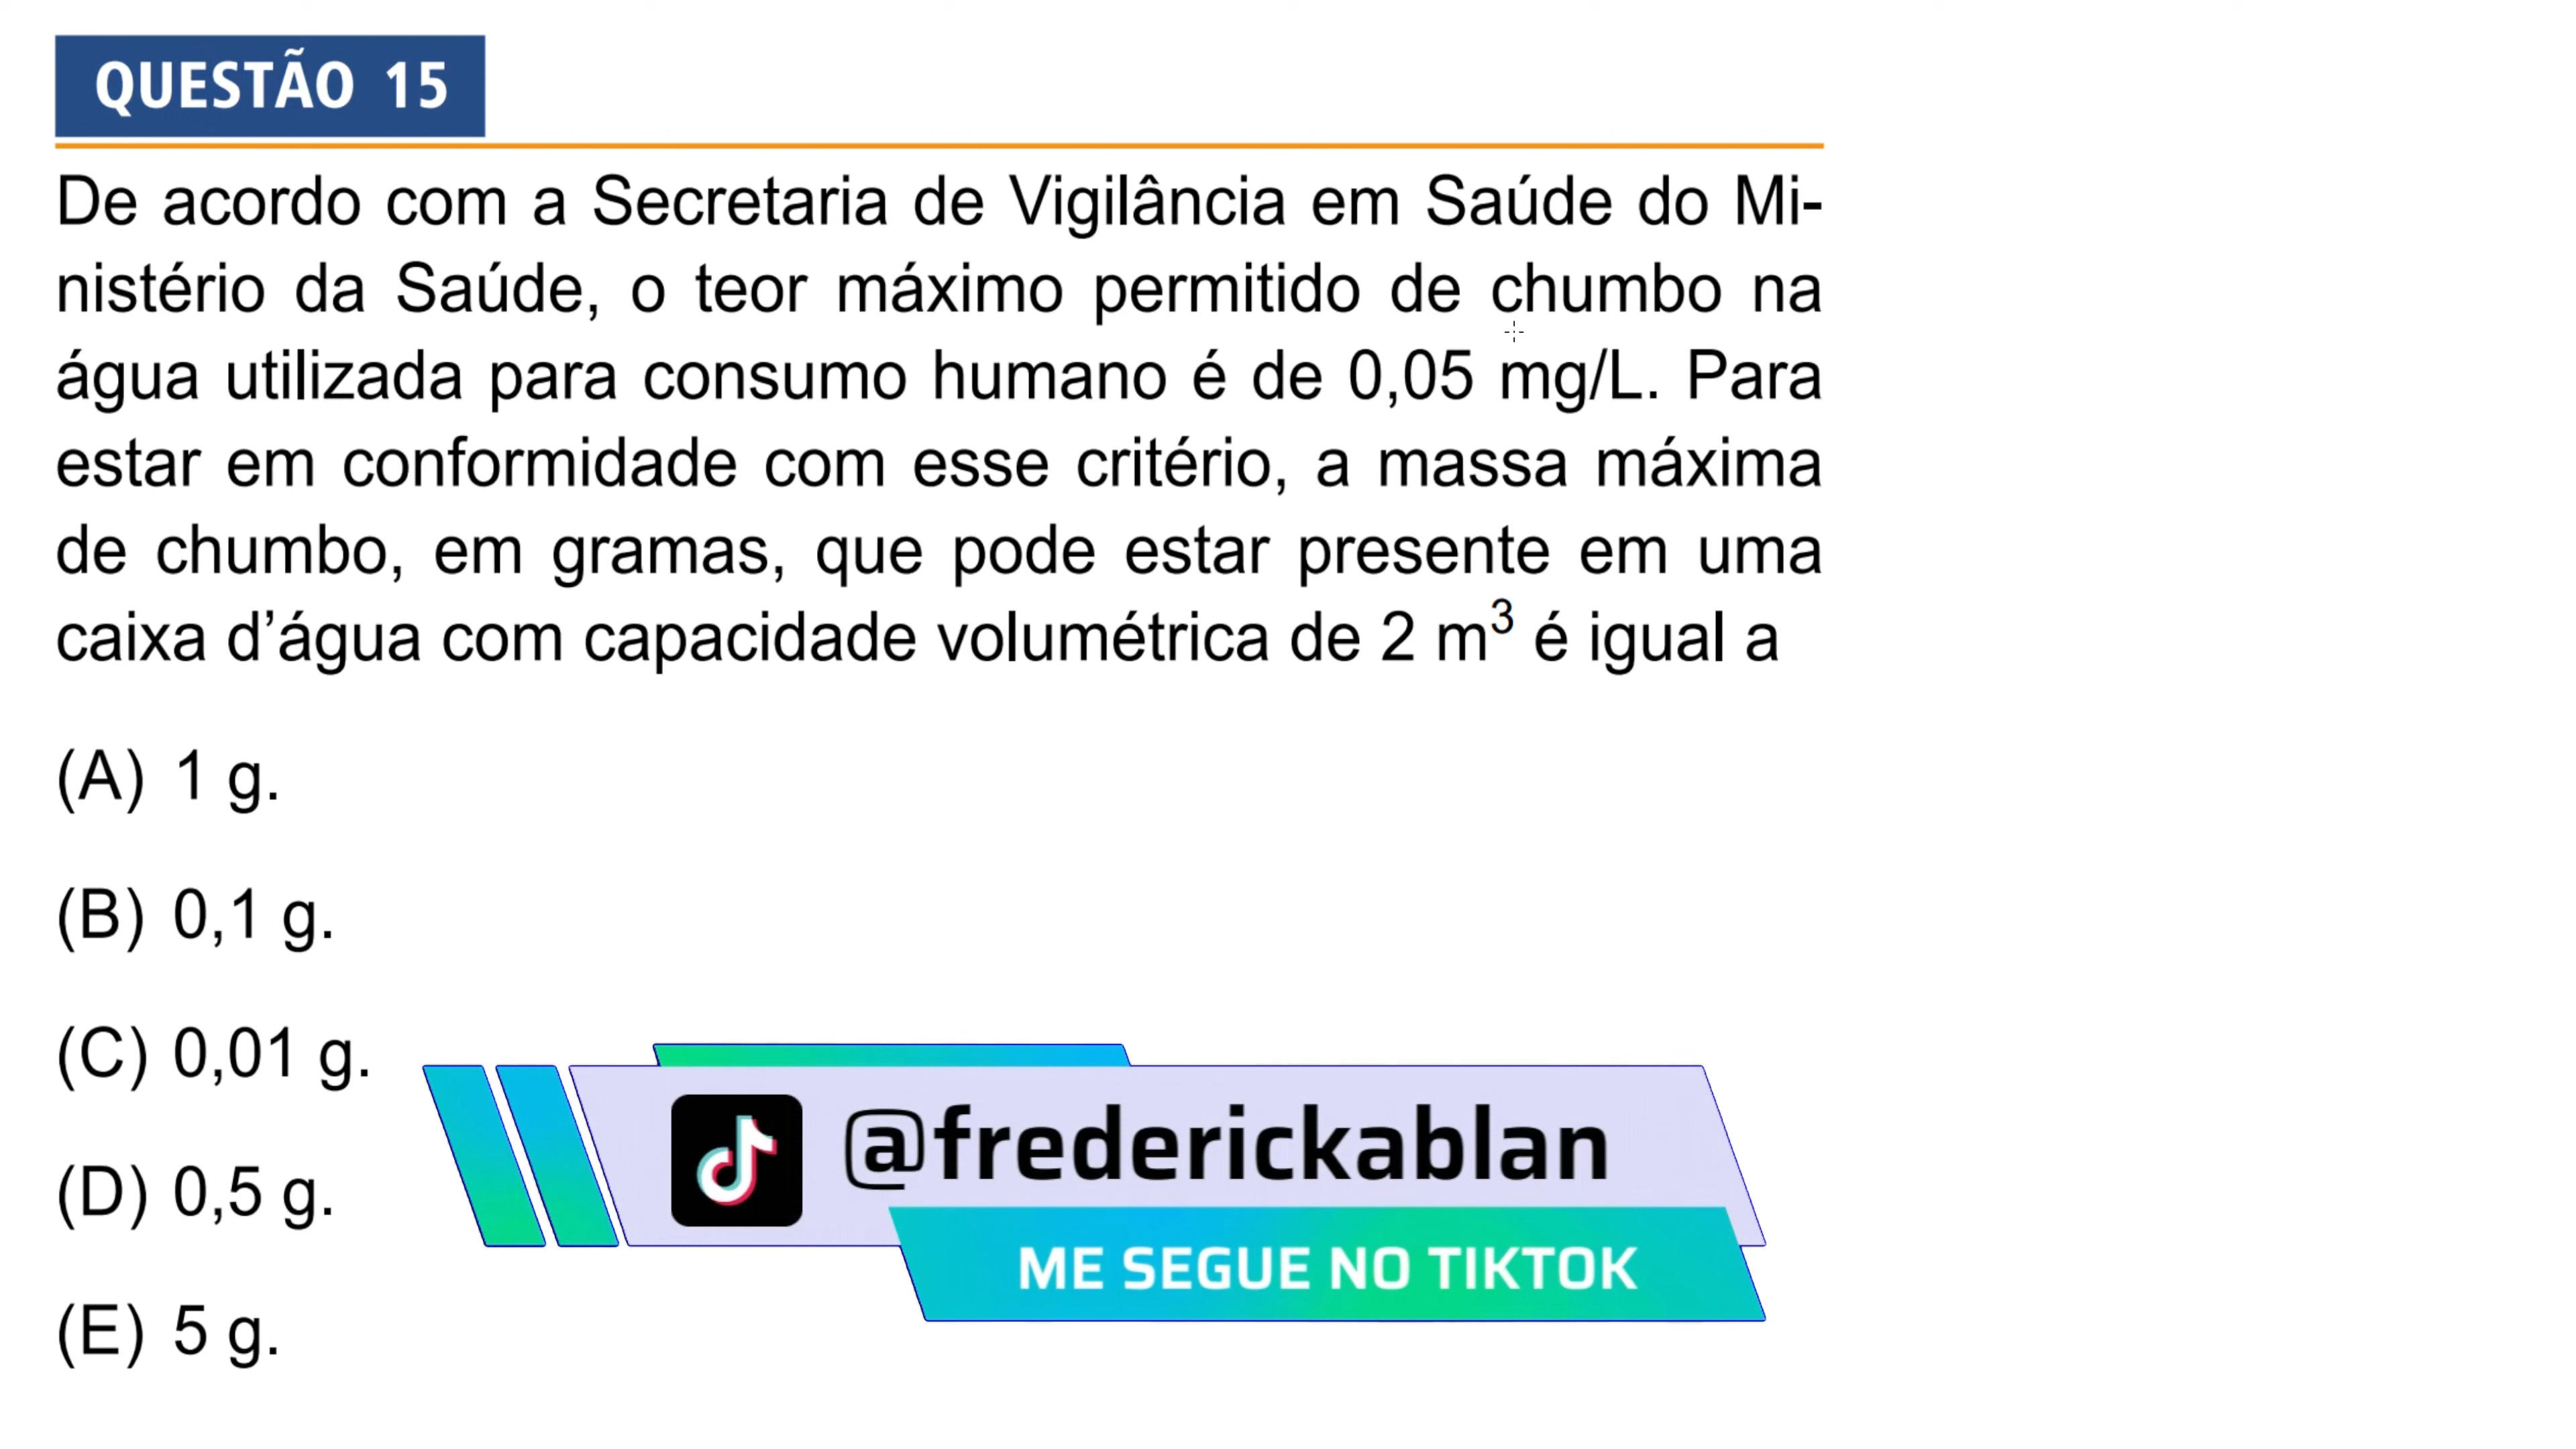 QUESTÃO 15
De acordo com a Secretaria de Vigilância em Saúde do Mi-
nistério da Saúde, o teor máximo permitido de chumbo na
água utilizada para consumo humano é de 0,05 mg/L. Para
estar em conformidade com esse critério, a massa máxima
de chumbo, em gramas, que pode estar presente em uma
caixa d’água com capacidade volumétrica de 2 m³ é igual a
(A) 1 g.
(B) 0,1 g.
(C) 0,01 g.
(D) 0,5 g.
(E) 5 g.
@frederickablan
ME SEGUE NO TIKTOK